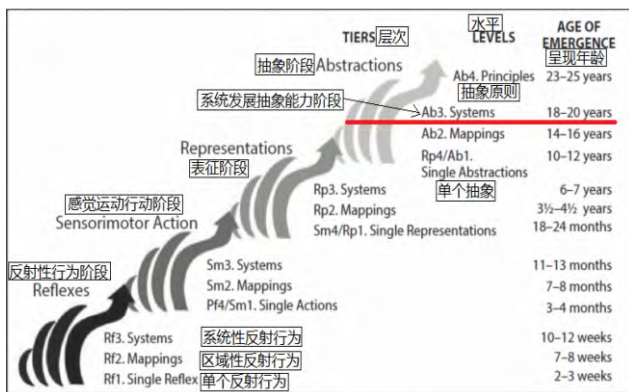 TIERS 层次 水平 LEVELS AGE OF EMERGENCE 呈现年龄
抽象阶段 Abstractions
Ab4. Principles 23–25 years
抽象原则
系统发展抽象能力阶段
Ab3. Systems 18–20 years
Ab2. Mappings 14–16 years
Representations
表征阶段
Rp4/Ab1. Single Abstractions 10–12 years
单个抽象
Rp3. Systems 6–7 years
Rp2. Mappings 3½–4½ years
Sm4/Rp1. Single Representations 18–24 months
感觉运动行动阶段
Sensorimotor Action
Sm3. Systems 11–13 months
Sm2. Mappings 7–8 months
Pf4/Sm1. Single Actions 3–4 months
反射性行为阶段
Reflexes
Rf3. Systems 系统性反射行为 10–12 weeks
Rf2. Mappings 区域性反射行为 7–8 weeks
Rf1. Single Reflex 单个反射行为 2–3 weeks